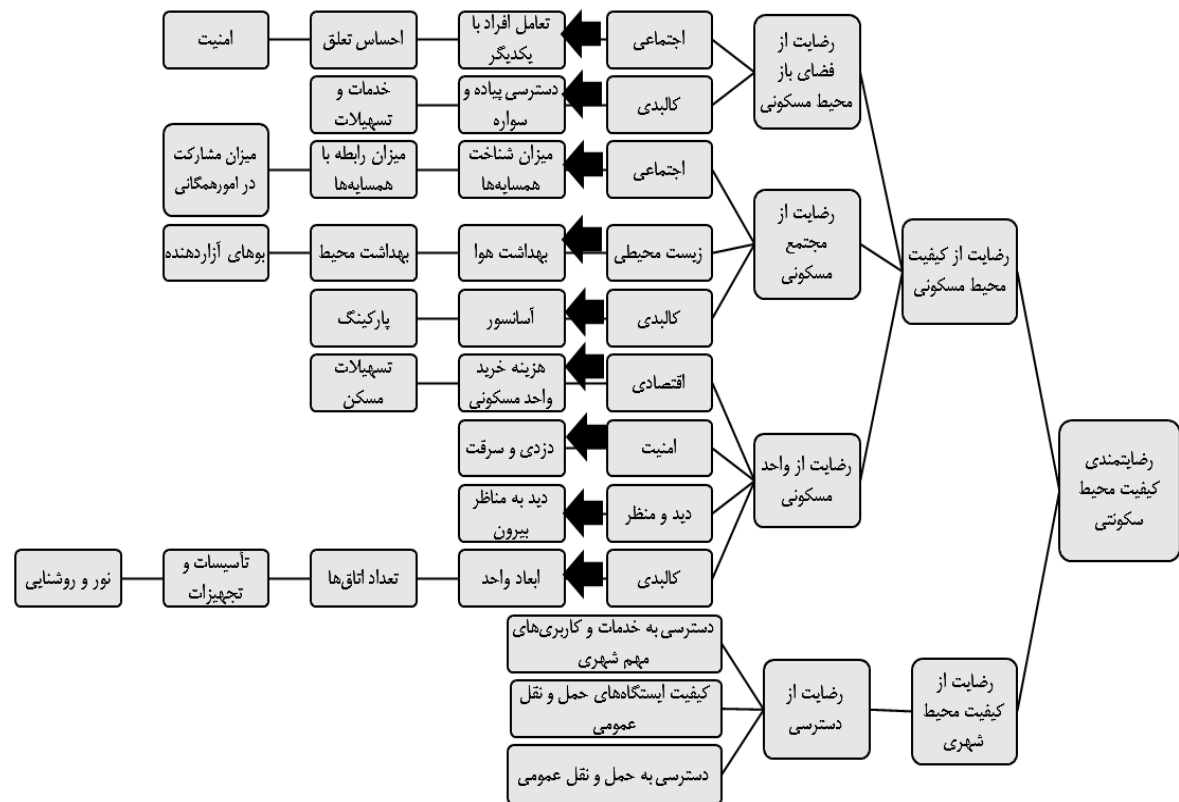 رضایتمندی
کیفیت محیط
سکونتی
رضایت از کیفیت
محیط مسکونی
رضایت از
فضای باز
محیط مسکونی
اجتماعی
تعامل افراد با
یکدیگر
احساس تعلق
امنیت
کالبدی
دسترسی پیاده و
سواره
خدمات و
تسهیلات
رضایت از
مجتمع
مسکونی
اجتماعی
میزان شناخت
همسایه‌ها
میزان رابطه با
همسایه‌ها
میزان مشارکت
در امورهمگانی
زیست محیطی
بهداشت هوا
بهداشت محیط
بوهای آزاردهنده
کالبدی
آسانسور
پارکینگ
رضایت از واحد
مسکونی
اقتصادی
هزینه خرید
واحد مسکونی
تسهیلات
مسکن
امنیت
دزدی و سرقت
دید و منظر
دید به مناظر
بیرون
کالبدی
ابعاد واحد
تعداد اتاق‌ها
تأسیسات و
تجهیزات
نور و روشنایی
رضایت از
کیفیت محیط
شهری
رضایت از
دسترسی
دسترسی به خدمات و کاربری‌های
مهم شهری
کیفیت ایستگاه‌های حمل و نقل
عمومی
دسترسی به حمل و نقل عمومی